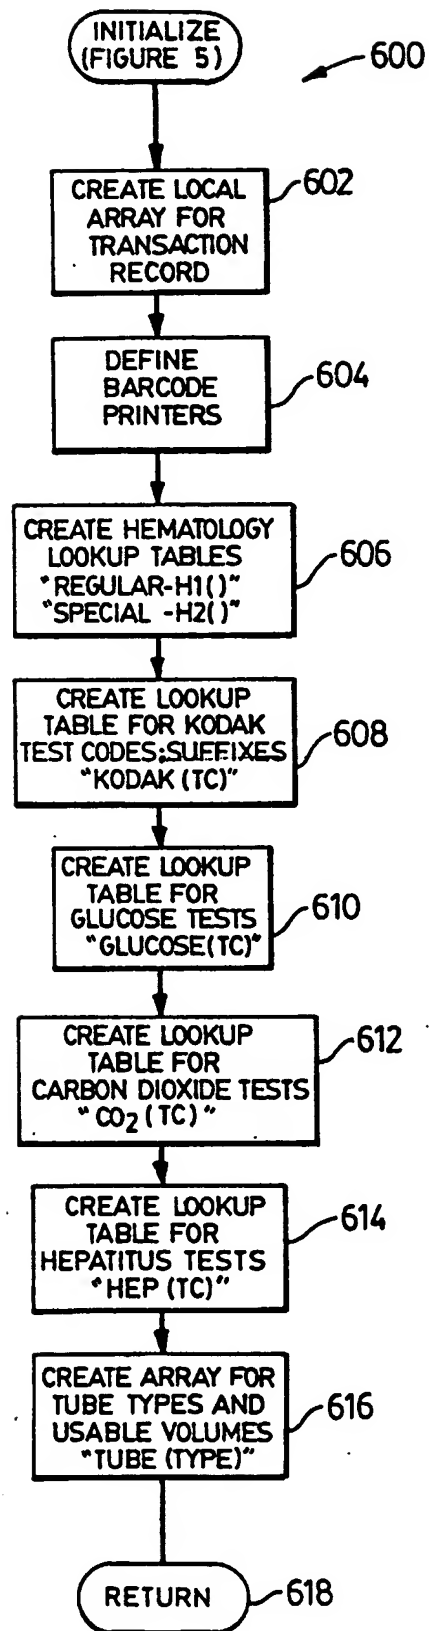 INITIALIZE
(FIGURE 5)
600
CREATE LOCAL
ARRAY FOR
TRANSACTION
RECORD
602
DEFINE
BARCODE
PRINTERS
604
CREATE HEMATOLOGY
LOOKUP TABLES
"REGULAR-H1()"
"SPECIAL -H2()"
606
CREATE LOOKUP
TABLE FOR KODAK
TEST CODES;SUFFIXES
"KODAK (TC)"
608
CREATE LOOKUP
TABLE FOR
GLUCOSE TESTS
"GLUCOSE(TC)"
610
CREATE LOOKUP
TABLE FOR
CARBON DIOXIDE TESTS
"CO₂ (TC)"
612
CREATE LOOKUP
TABLE FOR
HEPATITUS TESTS
"HEP (TC)"
614
CREATE ARRAY FOR
TUBE TYPES AND
USABLE VOLUMES
"TUBE (TYPE)"
616
RETURN
618